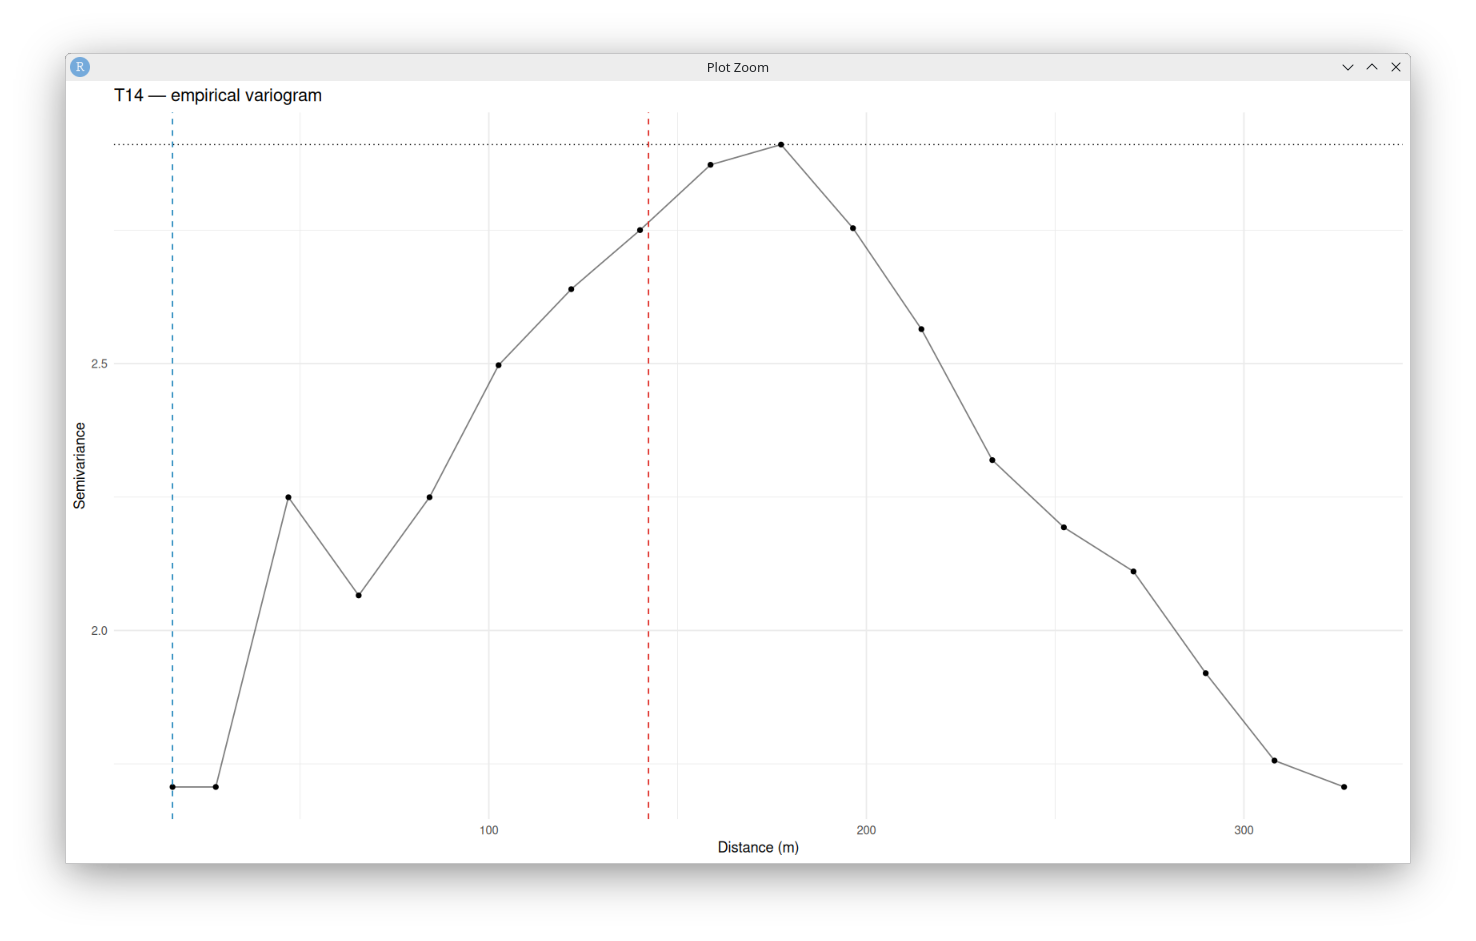 R
Plot Zoom
T14 — empirical variogram
2.5
2.0
Semivariance
100
200
300
Distance (m)